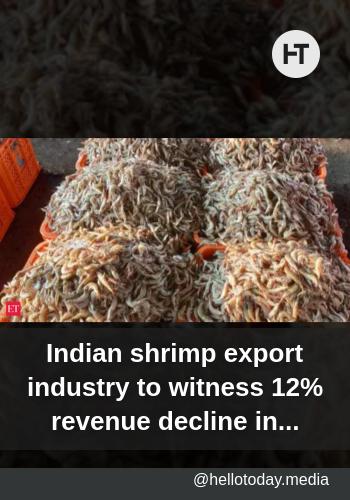 HT
ET
Indian shrimp export
industry to witness 12%
revenue decline in...
@hellotoday.media